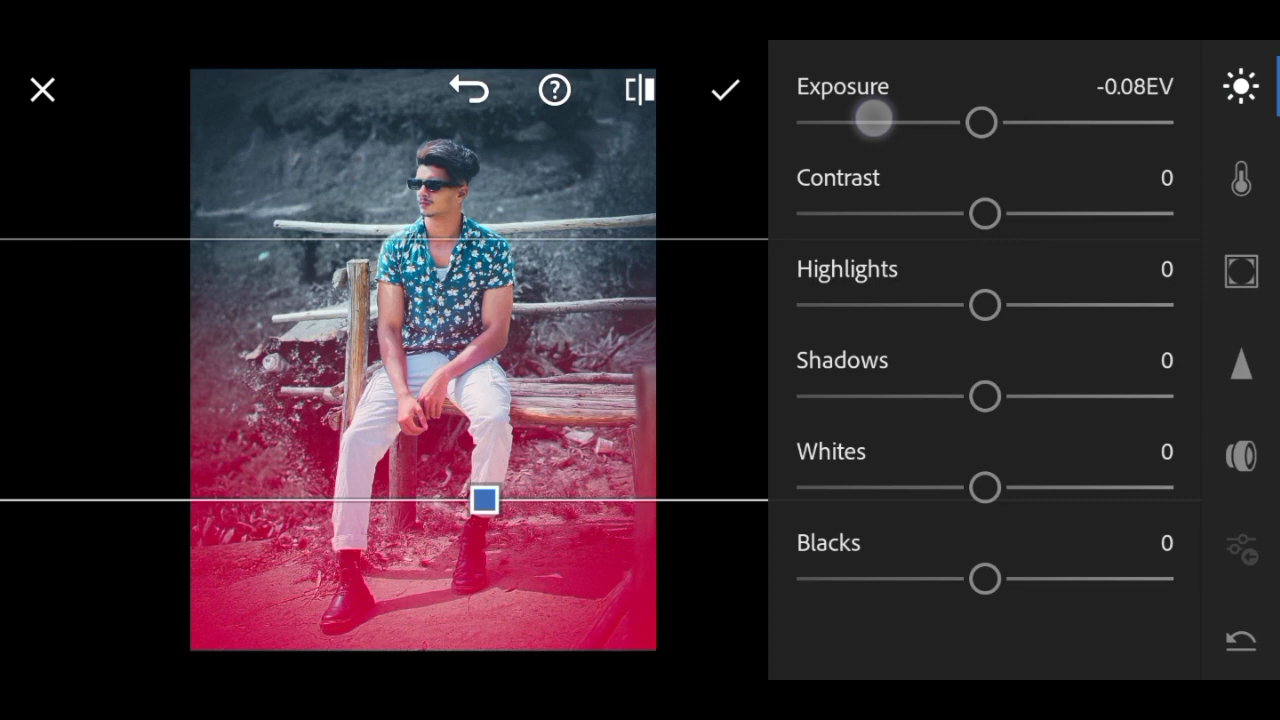 Exposure -0.08EV
Contrast 0
Highlights 0
Shadows 0
Whites 0
Blacks 0